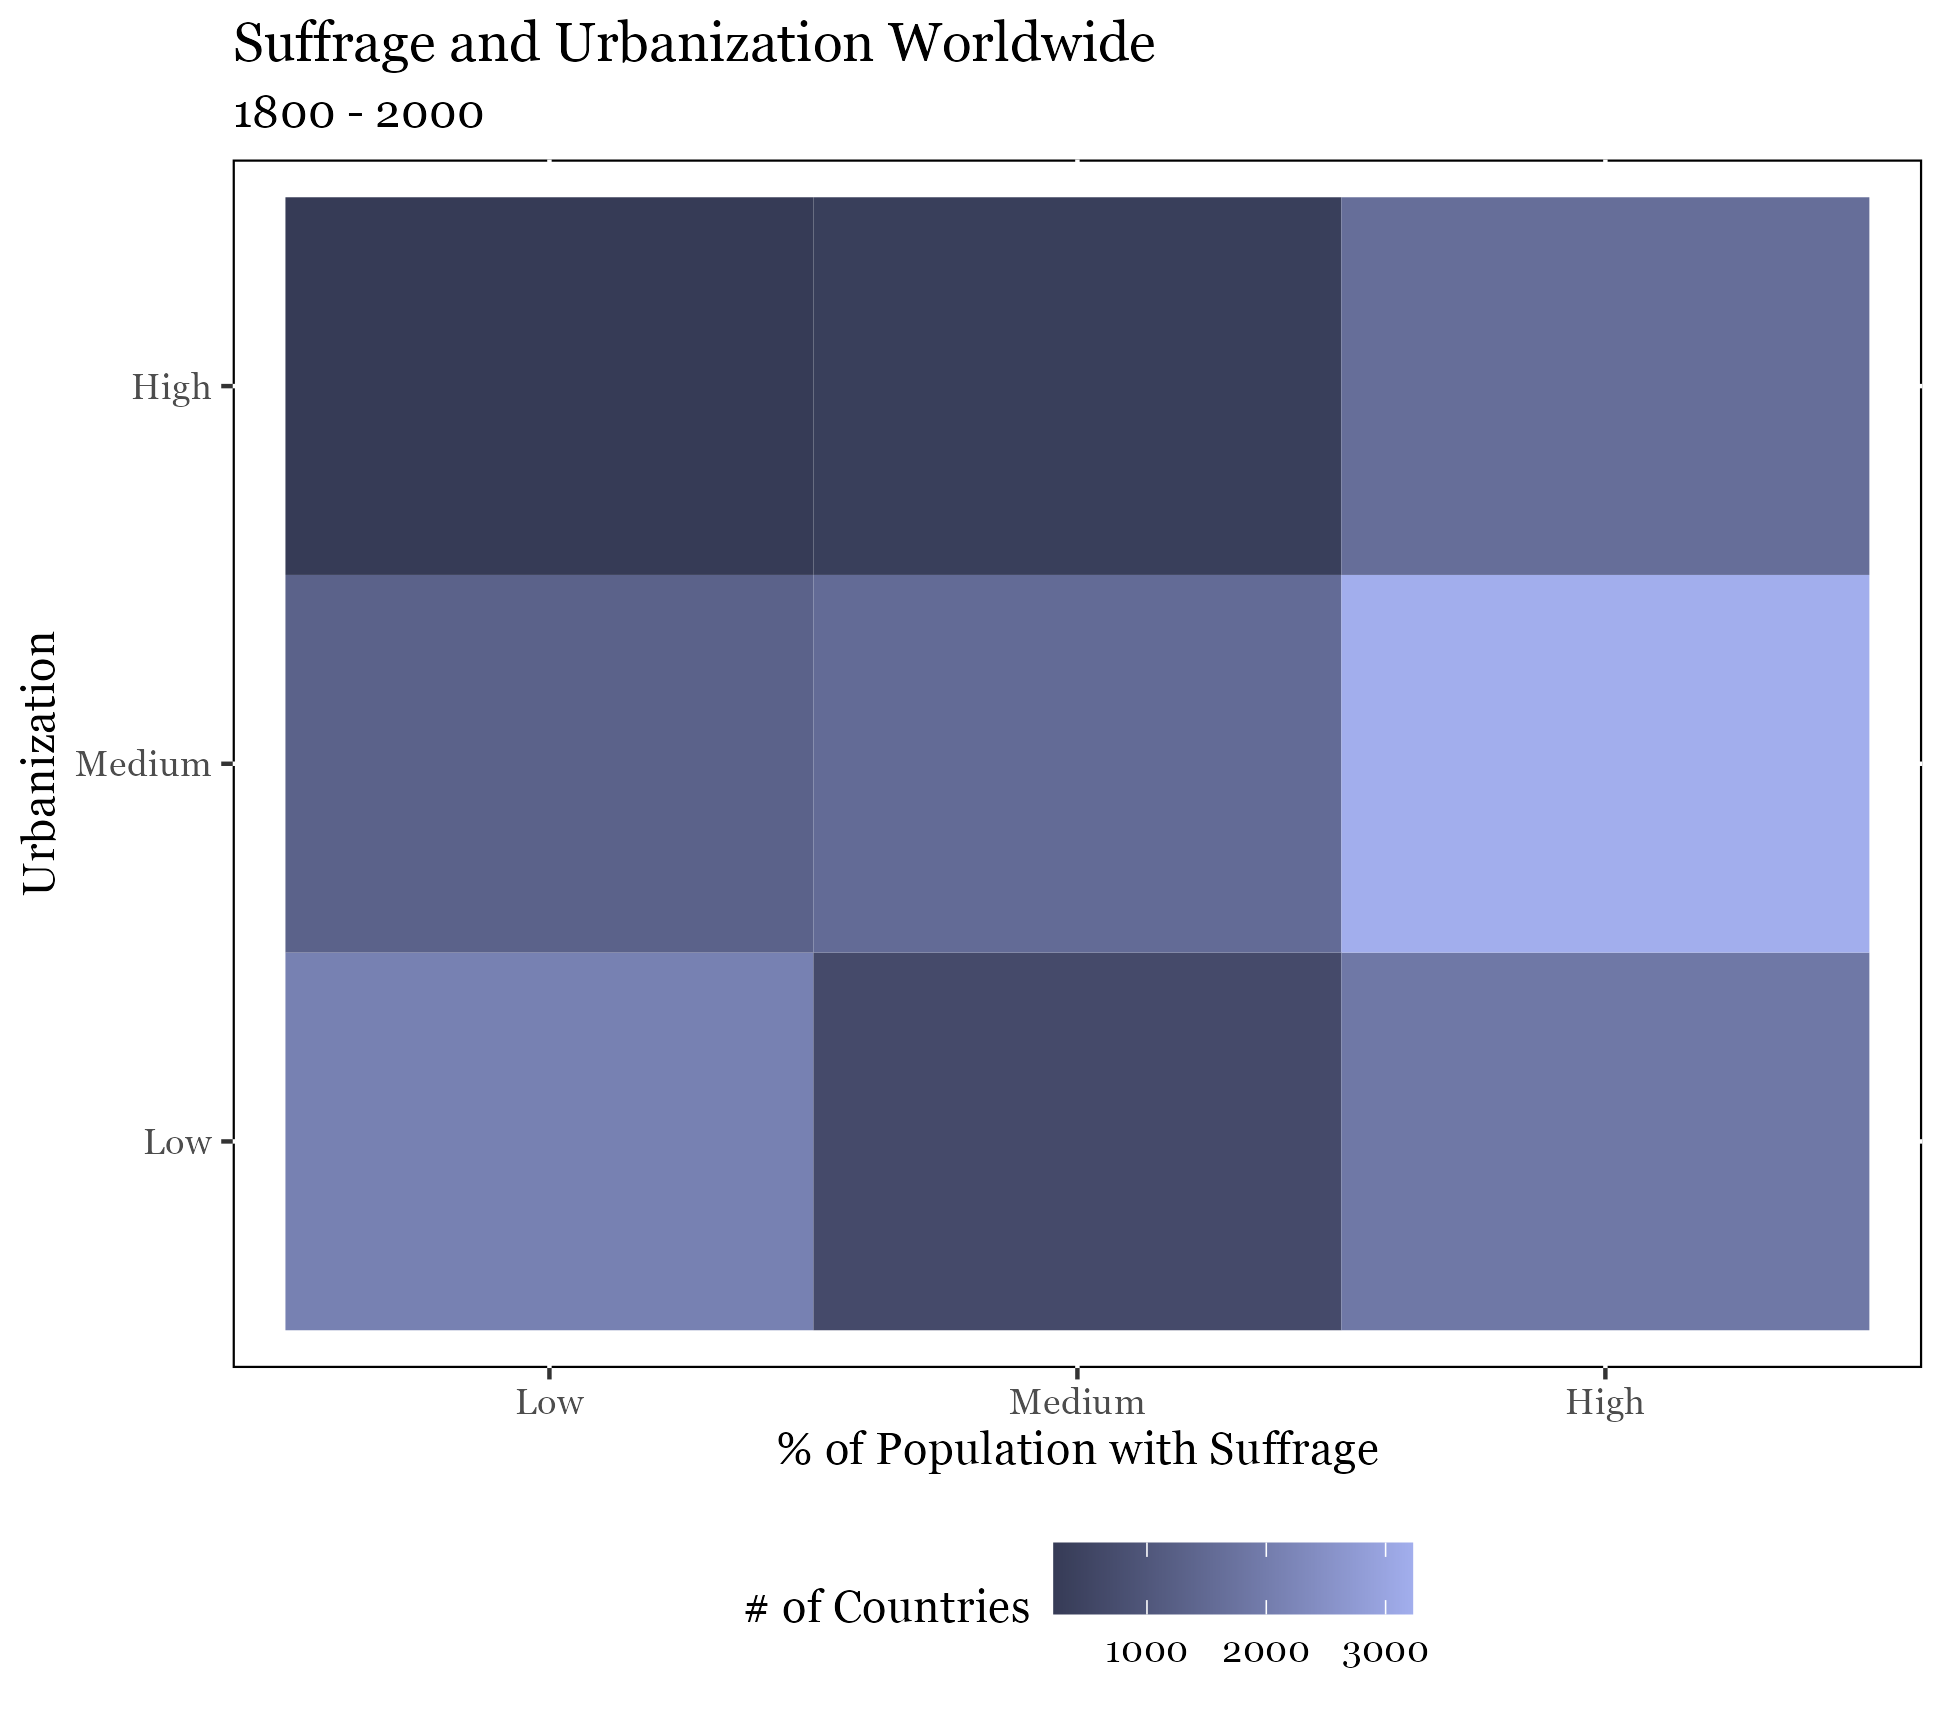 Suffrage and Urbanization Worldwide
1800 - 2000
Urbanization
High
Medium
Low
Low Medium High
% of Population with Suffrage
# of Countries
1000 2000 3000